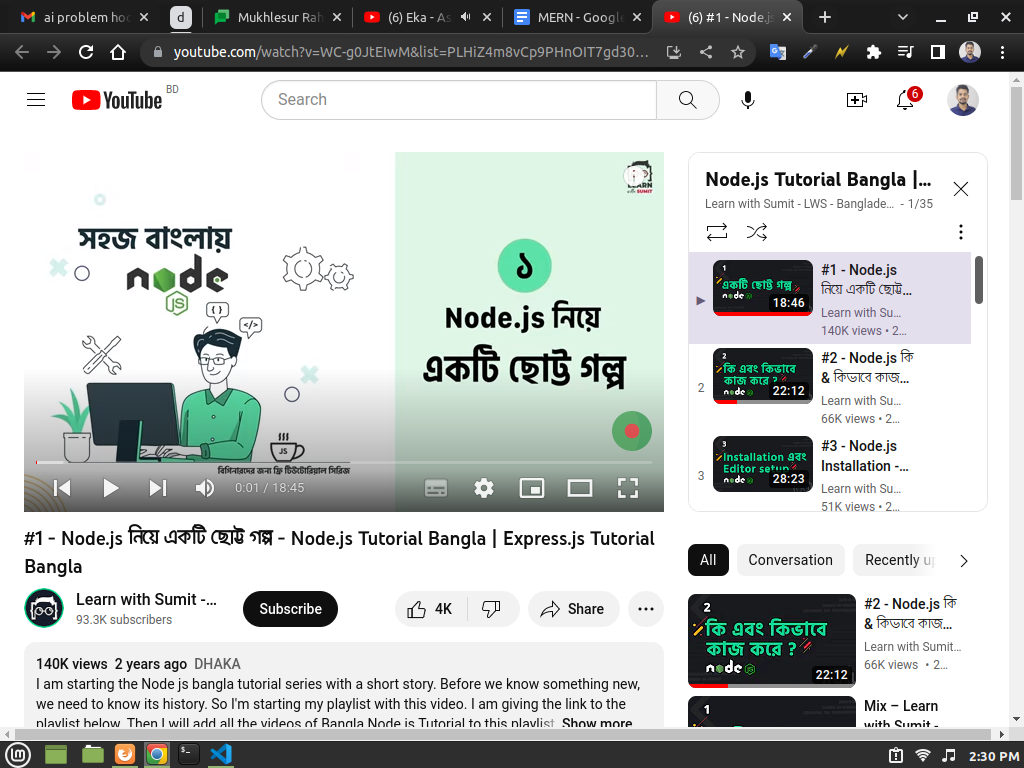 ai problem ho
d
Mukhlesur Rah
(6) Eka - As
MERN - Google
(6) #1 - Node.js
youtube.com/watch?v=WC-g0JtEIwM&list=PLHiZ4m8vCp9PHnOIT7gd30...
YouTube BD
Search
6
সহজ বাংলায়
node
JS
{ }
</>
JS
বিগিনারদের জন্য ফ্রি টিউটোরিয়াল সিরিজ
LEARN
with SUMIT
১
Node.js নিয়ে
একটি ছোট্ট গল্প
0:01 / 18:45
#1 - Node.js নিয়ে একটি ছোট্ট গল্প - Node.js Tutorial Bangla | Express.js Tutorial
Bangla
Learn with Sumit -...
93.3K subscribers
Subscribe
4K
Share
140K views 2 years ago DHAKA
I am starting the Node js bangla tutorial series with a short story. Before we know something new,
we need to know its history. So I'm starting my playlist with this video. I am giving the link to the
playlist below. Then I will add all the videos of Bangla Node js Tutorial to this playlist. Show more
Node.js Tutorial Bangla |...
Learn with Sumit - LWS - Banglade... - 1/35
1
একটি ছোট্ট গল্প
node
18:46
#1 - Node.js
নিয়ে একটি ছোট্ট...
Learn with Su...
140K views • 2...
2
2
কি এবং কিভাবে
কাজ করে ?
node
22:12
#2 - Node.js কি
& কিভাবে কাজ...
Learn with Su...
66K views • 2...
3
3
Installation এবং
Editor setup
node
28:23
#3 - Node.js
Installation -...
Learn with Su...
51K views • 2...
All
Conversation
Recently up
2
কি এবং কিভাবে
কাজ করে ?
node
22:12
#2 - Node.js কি
& কিভাবে কাজ...
Learn with Sumit...
66K views • 2...
1
Mix – Learn
with Sumit -
2:30 PM